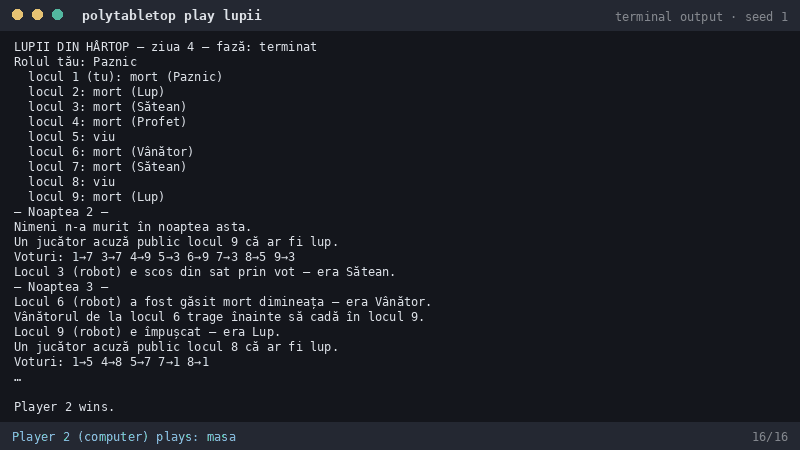 polytabletop play lupii
terminal output · seed 1
LUPII DIN HÂRTOP — ziua 4 — fază: terminat
Rolul tău: Paznic
locul 1 (tu): mort (Paznic)
locul 2: mort (Lup)
locul 3: mort (Sătean)
locul 4: mort (Profet)
locul 5: viu
locul 6: mort (Vânător)
locul 7: mort (Sătean)
locul 8: viu
locul 9: mort (Lup)
— Noaptea 2 —
Nimeni n-a murit în noaptea asta.
Un jucător acuză public locul 9 că ar fi lup.
Voturi: 1→7 3→7 4→9 5→3 6→9 7→3 8→5 9→3
Locul 3 (robot) e scos din sat prin vot — era Sătean.
— Noaptea 3 —
Locul 6 (robot) a fost găsit mort dimineața — era Vânător.
Vânătorul de la locul 6 trage înainte să cadă în locul 9.
Locul 9 (robot) e împușcat — era Lup.
Un jucător acuză public locul 8 că ar fi lup.
Voturi: 1→5 4→8 5→7 7→1 8→1
…
Player 2 wins.
Player 2 (computer) plays: masa
16/16